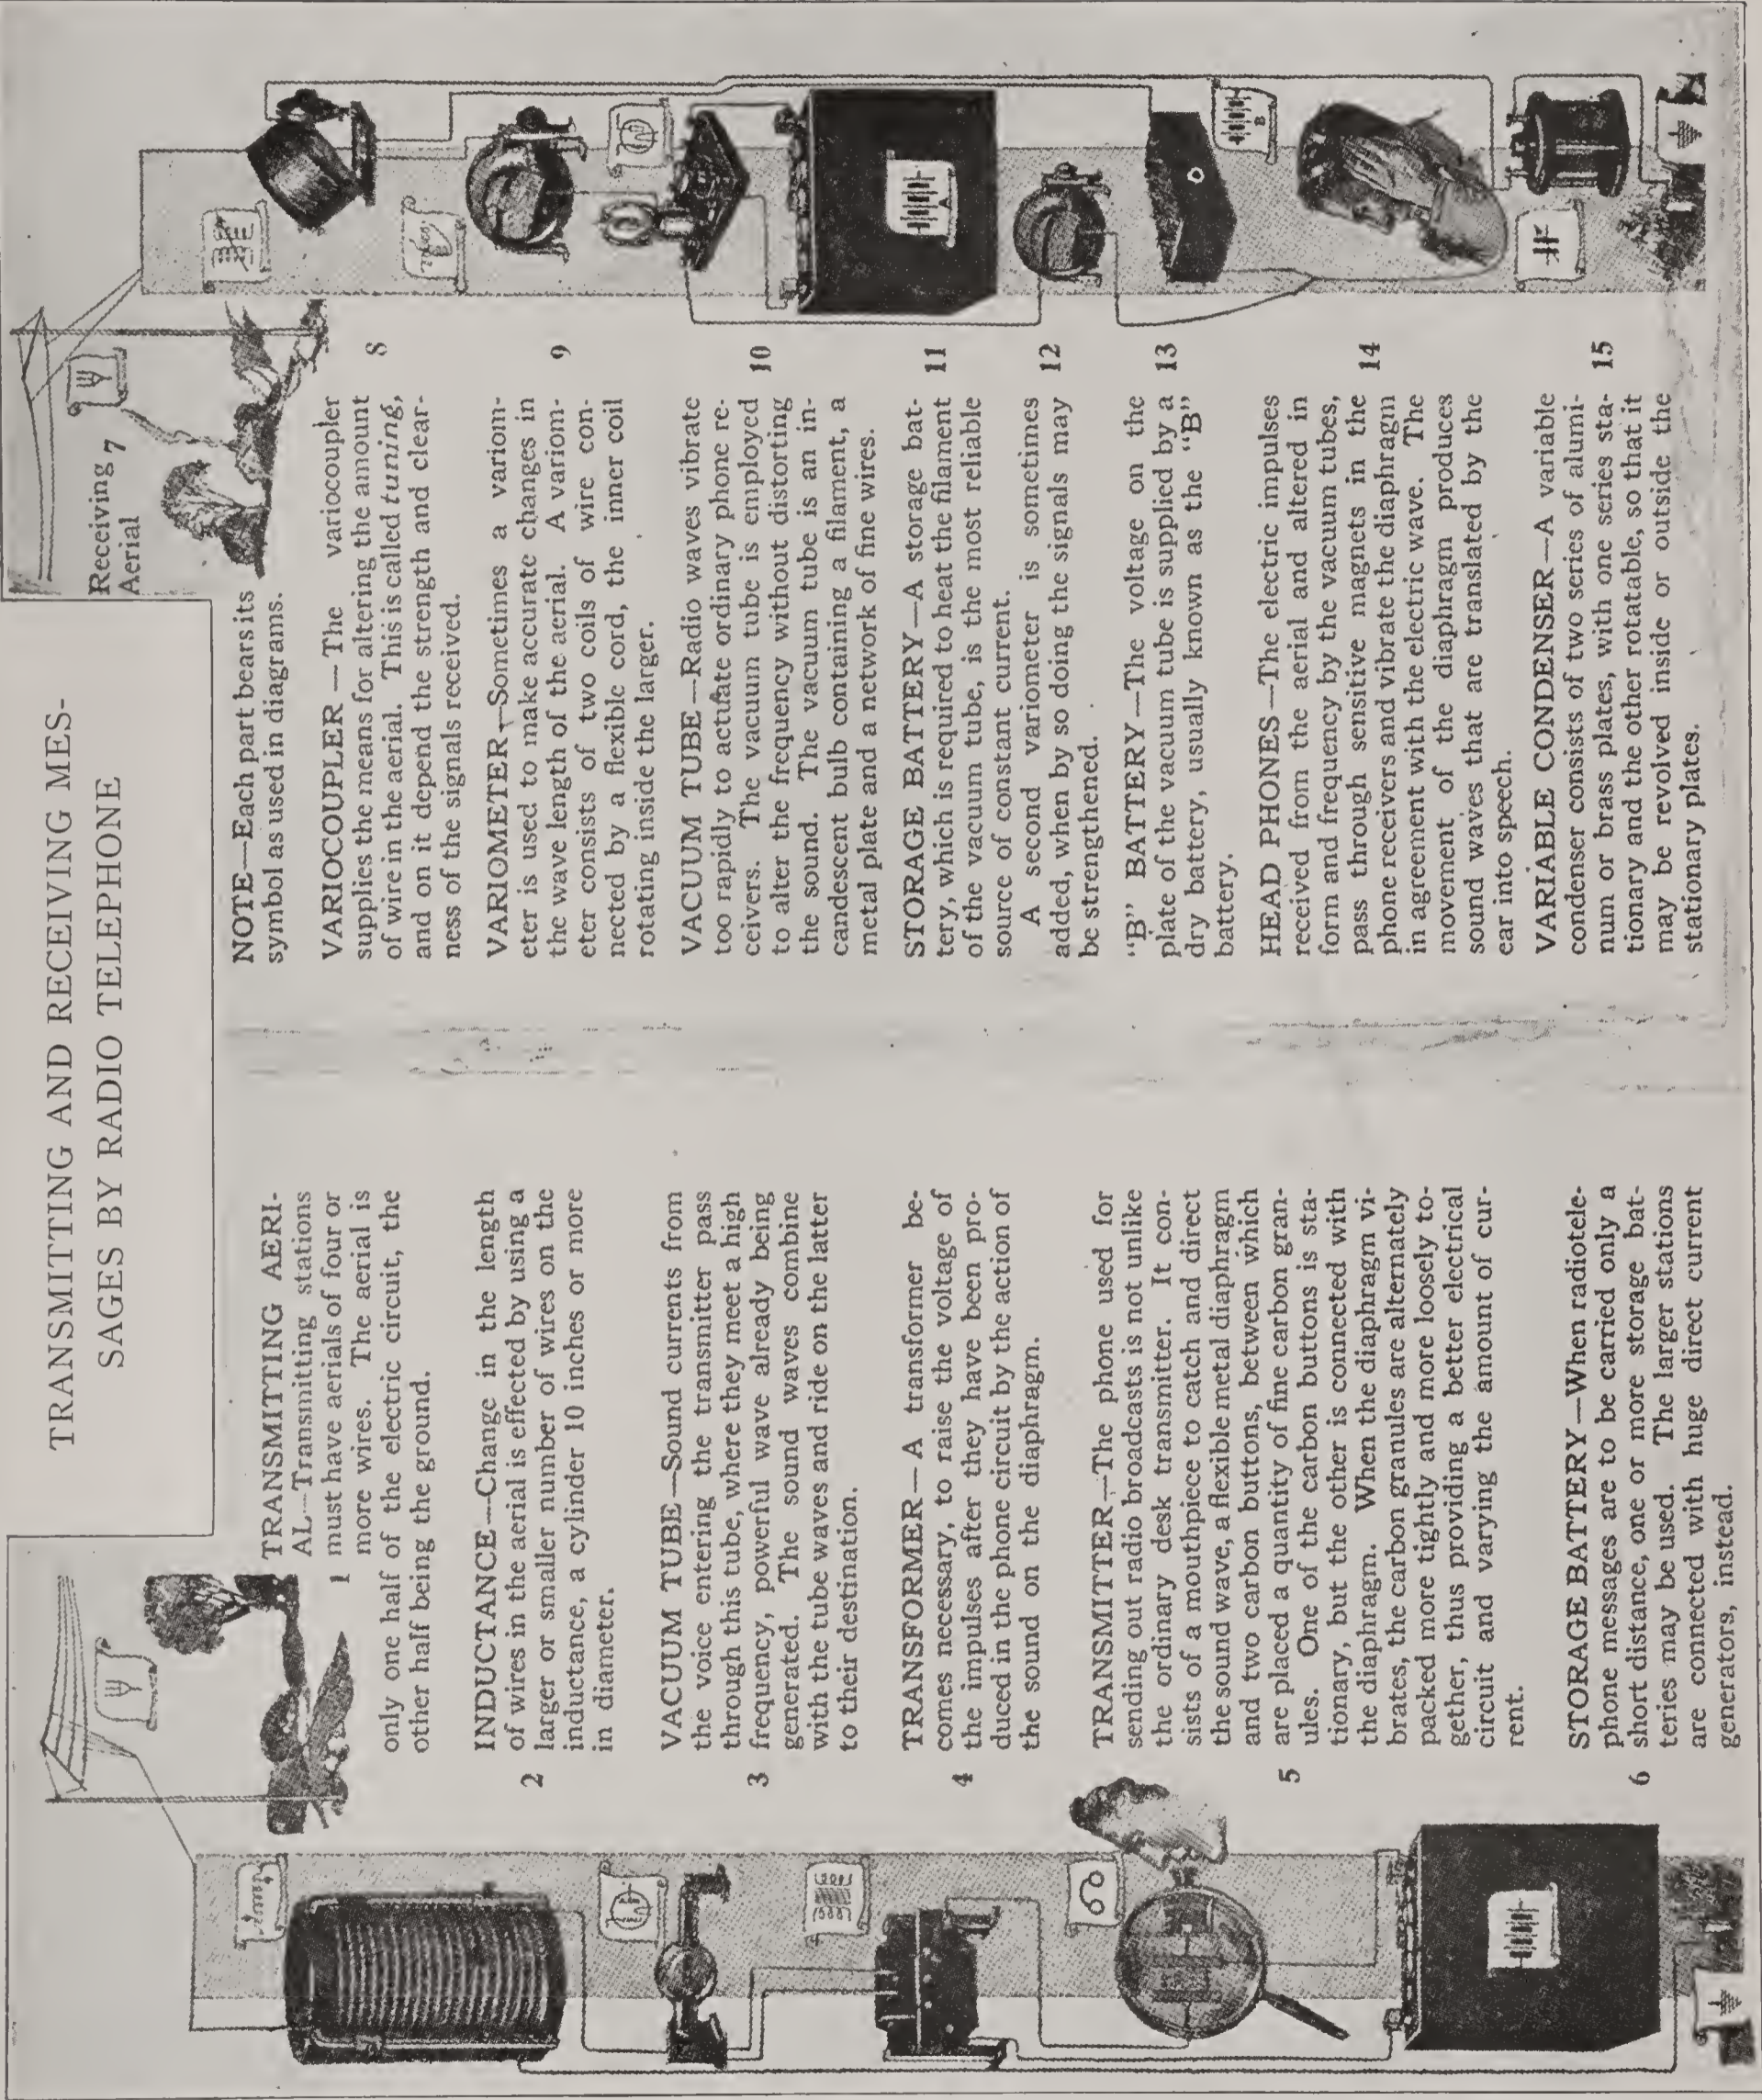 TRANSMITTING AND RECEIVING MES-
SAGES BY RADIO TELEPHONE
TRANSMITTING AERI-
AL—Transmitting stations
1 must have aerials of four or
more wires. The aerial is
only one half of the electric circuit, the
other half being the ground.
INDUCTANCE—Change in the length
of wires in the aerial is effected by using a
2 larger or smaller number of wires on the
inductance, a cylinder 10 inches or more
in diameter.
VACUUM TUBE—Sound currents from
the voice entering the transmitter pass
through this tube, where they meet a high
3 frequency, powerful wave already being
generated. The sound waves combine
with the tube waves and ride on the latter
to their destination.
TRANSFORMER—A transformer be-
comes necessary, to raise the voltage of
4 the impulses after they have been pro-
duced in the phone circuit by the action of
the sound on the diaphragm.
TRANSMITTER—The phone used for
sending out radio broadcasts is not unlike
the ordinary desk transmitter. It con-
sists of a mouthpiece to catch and direct
the sound wave, a flexible metal diaphragm
and two carbon buttons, between which
are placed a quantity of fine carbon gran-
5 ules. One of the carbon buttons is sta-
tionary, but the other is connected with
the diaphragm. When the diaphragm vi-
brates, the carbon granules are alternately
packed more tightly and more loosely to-
gether, thus providing a better electrical
circuit and varying the amount of cur-
rent.
STORAGE BATTERY—When radiotele-
phone messages are to be carried only a
6 short distance, one or more storage bat-
teries may be used. The larger stations
are connected with huge direct current
generators, instead.
Receiving 7
Aerial
NOTE—Each part bears its
symbol as used in diagrams.
VARIOCOUPLER—The variocoupler
supplies the means for altering the amount
of wire in the aerial. This is called tuning, 8
and on it depend the strength and clear-
ness of the signals received.
VARIOMETER—Sometimes a variom-
eter is used to make accurate changes in
the wave length of the aerial. A variom- 9
eter consists of two coils of wire con-
nected by a flexible cord, the inner coil
rotating inside the larger.
VACUUM TUBE—Radio waves vibrate
too rapidly to actuate ordinary phone re-
ceivers. The vacuum tube is employed 10
to alter the frequency without distorting
the sound. The vacuum tube is an in-
candescent bulb containing a filament, a
metal plate and a network of fine wires.
STORAGE BATTERY—A storage bat-
tery, which is required to heat the filament 11
of the vacuum tube, is the most reliable
source of constant current.
A second variometer is sometimes 12
added, when by so doing the signals may
be strengthened.
"B" BATTERY—The voltage on the
plate of the vacuum tube is supplied by a 13
dry battery, usually known as the "B"
battery.
HEAD PHONES—The electric impulses
received from the aerial and altered in
form and frequency by the vacuum tubes,
pass through sensitive magnets in the 14
phone receivers and vibrate the diaphragm
in agreement with the electric wave. The
movement of the diaphragm produces
sound waves that are translated by the
ear into speech.
VARIABLE CONDENSER—A variable
condenser consists of two series of alumi-
num or brass plates, with one series sta- 15
tionary and the other rotatable, so that it
may be revolved inside or outside the
stationary plates.
A
B